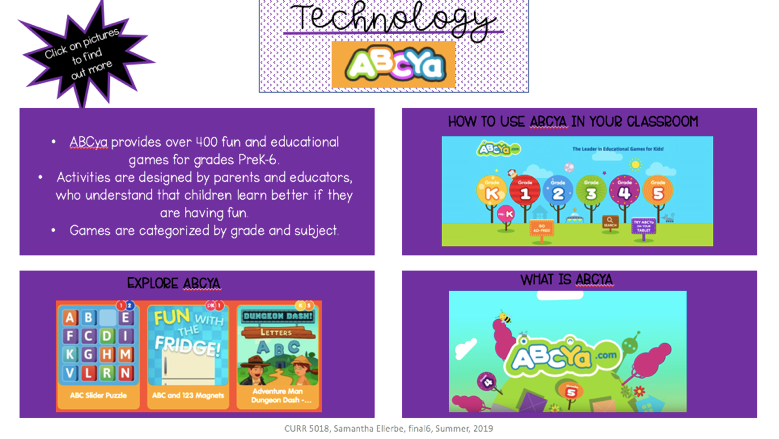 Technology
ABCYa
Click on pictures
to find
out more
• ABCya provides over 400 fun and educational
games for grades PreK-6.
• Activities are designed by parents and educators,
who understand that children learn better if they
are having fun.
• Games are categorized by grade and subject.
HOW TO USE ABCYA IN YOUR CLASSROOM
ABCYa.com
The Leader in Educational Games for Kids!
Grade K
Grade 1
Grade 2
Grade 3
Grade 4
Grade 5
SEARCH
EXPLORE ABCYA
A B E
F C D I
K G H M
V L R N
ABC Slider Puzzle
FUN WITH
THE
FRIDGE!
ABC and 123 Magnets
DUNGEON DASH!
LETTERS
A B C
Adventure Man
Dungeon Dash -...
WHAT IS ABCYA
ABCYa.com
4
5
CURR 5018, Samantha Ellerbe, final6, Summer, 2019